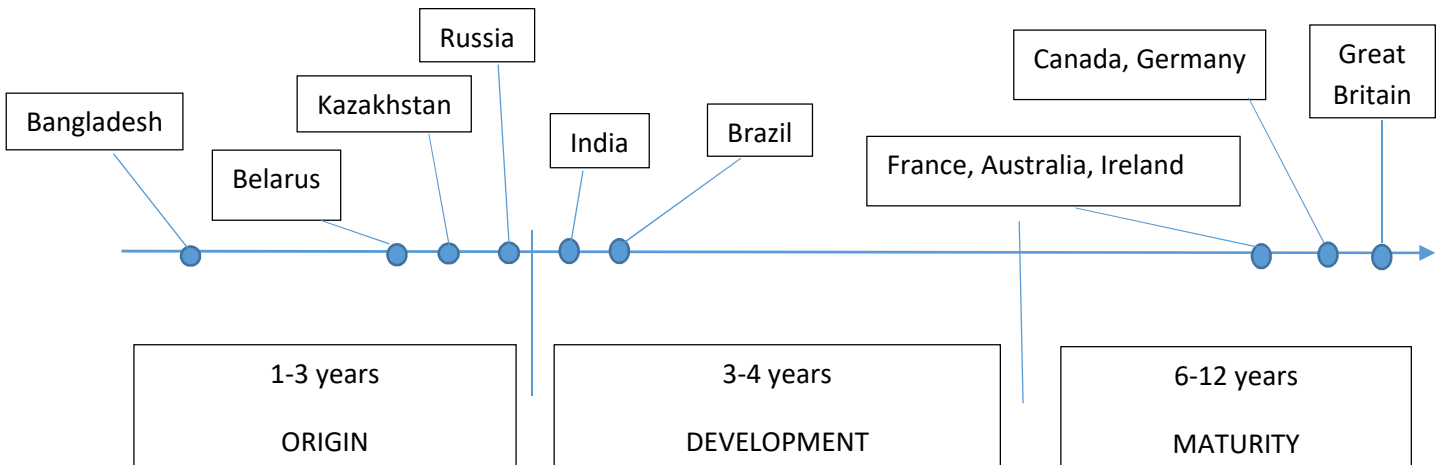 Russia
Canada, Germany
Great
Britain
Kazakhstan
Bangladesh
India
Brazil
France, Australia, Ireland
Belarus
1-3 years
ORIGIN
3-4 years
DEVELOPMENT
6-12 years
MATURITY